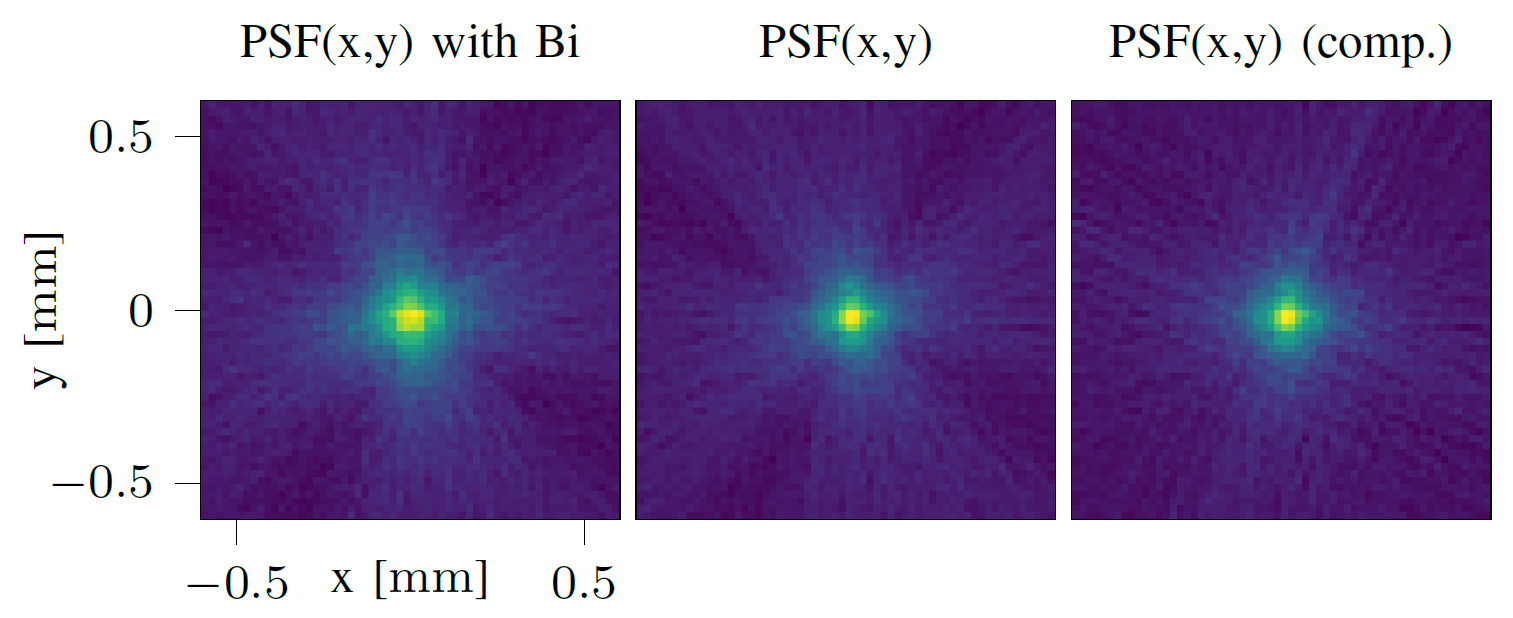 PSF(x,y) with Bi
PSF(x,y)
PSF(x,y) (comp.)
0.5
0
−0.5
y [mm]
−0.5
x [mm]
0.5